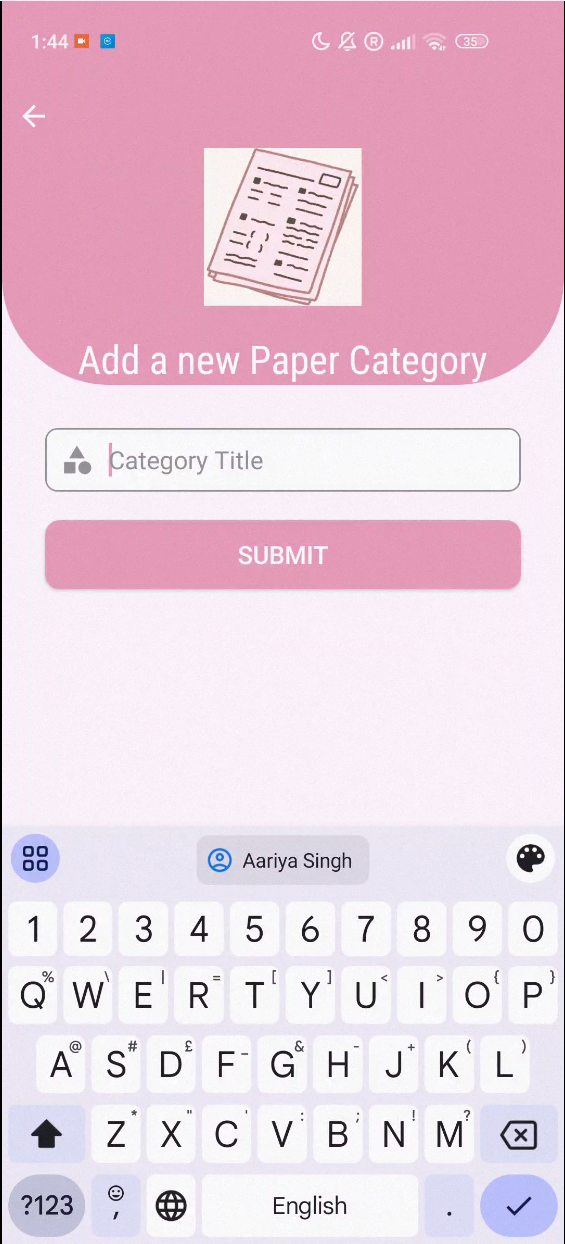 1:44 R 35
Add a new Paper Category
Category Title
SUBMIT
Aariya Singh
1 2 3 4 5 6 7 8 9 0
Q% W\ E| R= T[ Y] U< I> O{ P}
A@ S# D£ F_ G& H- J+ K( L)
Z* X" C' V: B; N! M?
?123 , English .